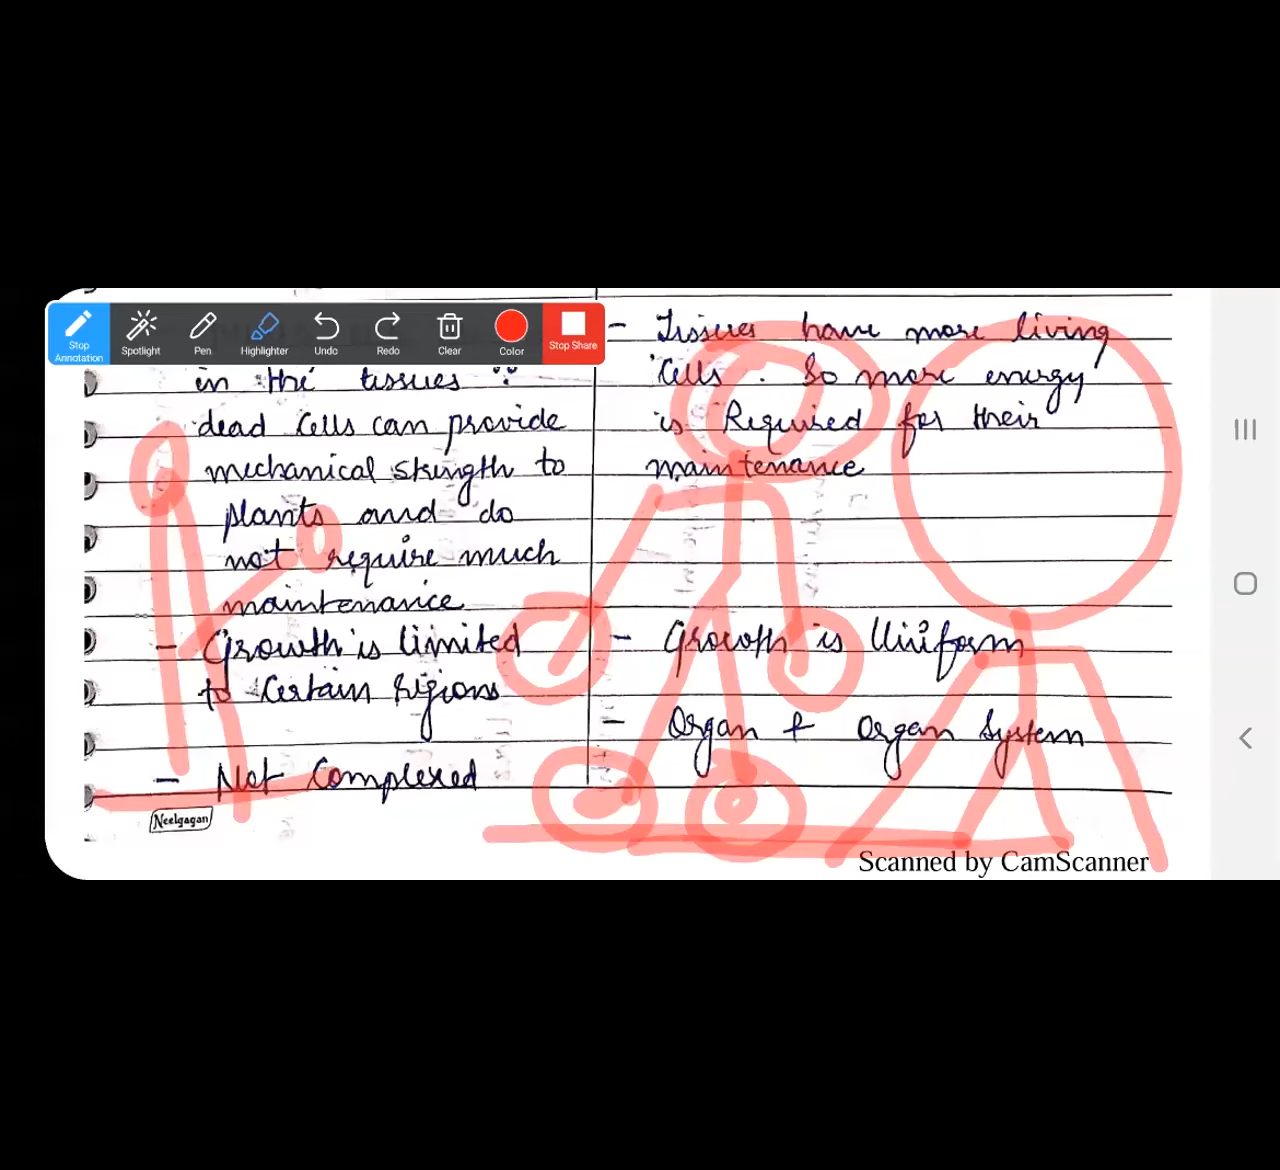 Stop Annotation
Spotlight
Pen
Highlighter
Undo
Redo
Clear
Color
Stop Share
in the tissues ∵
dead cells can provide
mechanical strength to
plants and do
not require much
maintenance
- Growth is limited
to certain regions
- Not Complexed
- Tissues have more living
cells. So more energy
is Required for their
maintenance
- Growth is Uniform
- Organ & Organ System
Neelgagan
Scanned by CamScanner